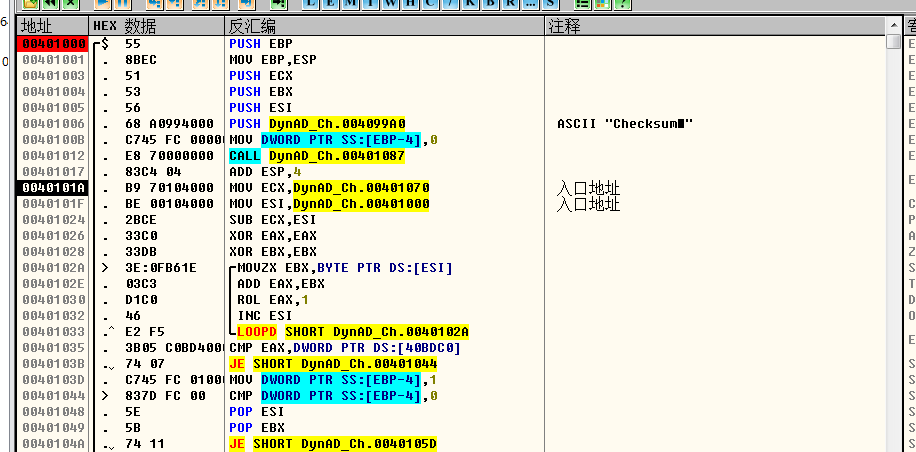 L E M T W H C / K B R ... S
地址 HEX 数据 反汇编 注释
00401000 $ 55 PUSH EBP
00401001 . 8BEC MOV EBP,ESP
00401003 . 51 PUSH ECX
00401004 . 53 PUSH EBX
00401005 . 56 PUSH ESI
00401006 . 68 A0994000 PUSH DynAD_Ch.004099A0 ASCII "Checksum"
0040100B . C745 FC 0000 MOV DWORD PTR SS:[EBP-4],0
00401012 . E8 70000000 CALL DynAD_Ch.00401087
00401017 . 83C4 04 ADD ESP,4
0040101A . B9 70104000 MOV ECX,DynAD_Ch.00401070 入口地址
0040101F . BE 00104000 MOV ESI,DynAD_Ch.00401000 入口地址
00401024 . 2BCE SUB ECX,ESI
00401026 . 33C0 XOR EAX,EAX
00401028 . 33DB XOR EBX,EBX
0040102A > 3E:0FB61E MOVZX EBX,BYTE PTR DS:[ESI]
0040102E . 03C3 ADD EAX,EBX
00401030 . D1C0 ROL EAX,1
00401032 . 46 INC ESI
00401033 .^ E2 F5 LOOPD SHORT DynAD_Ch.0040102A
00401035 . 3B05 C0BD4000 CMP EAX,DWORD PTR DS:[40BDC0]
0040103B .v 74 07 JE SHORT DynAD_Ch.00401044
0040103D . C745 FC 0100 MOV DWORD PTR SS:[EBP-4],1
00401044 > 837D FC 00 CMP DWORD PTR SS:[EBP-4],0
00401048 . 5E POP ESI
00401049 . 5B POP EBX
0040104A .v 74 11 JE SHORT DynAD_Ch.0040105D